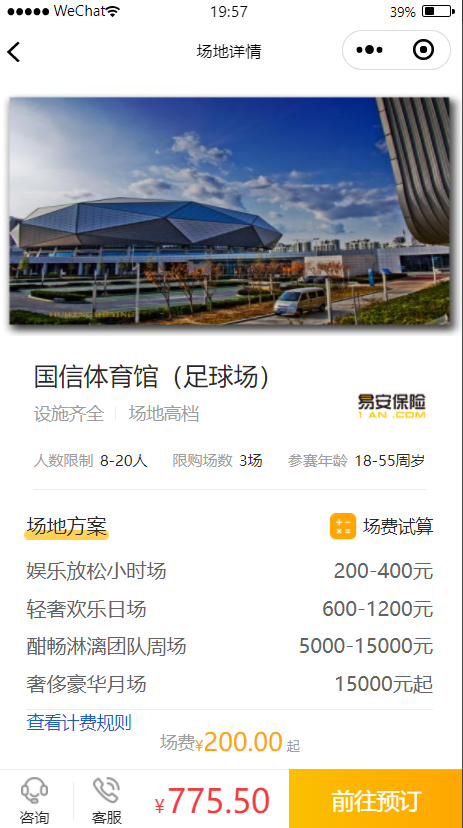 WeChat 19:57 39%
场地详情
国信体育馆（足球场）
设施齐全 场地高档
易安保险
1 AN .COM
人数限制 8-20人 限购场数 3场 参赛年龄 18-55周岁
场地方案 场费试算
娱乐放松小时场 200-400元
轻奢欢乐日场 600-1200元
酣畅淋漓团队周场 5000-15000元
奢侈豪华月场 15000元起
查看计费规则
场费¥200.00 起
咨询 客服 ¥775.50 前往预订